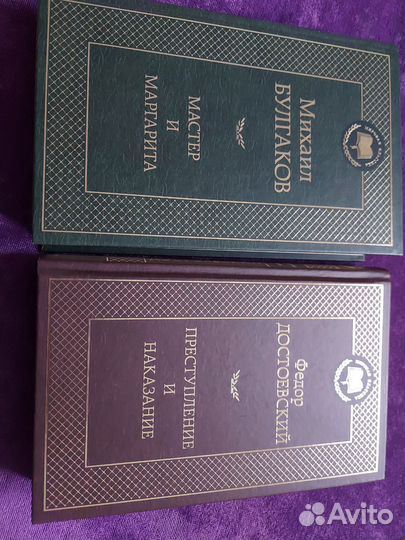 Михаил
БУЛГАКОВ
МАСТЕР
И
МАРГАРИТА
Федор
ДОСТОЕВСКИЙ
ПРЕСТУПЛЕНИЕ
И
НАКАЗАНИЕ
Avito